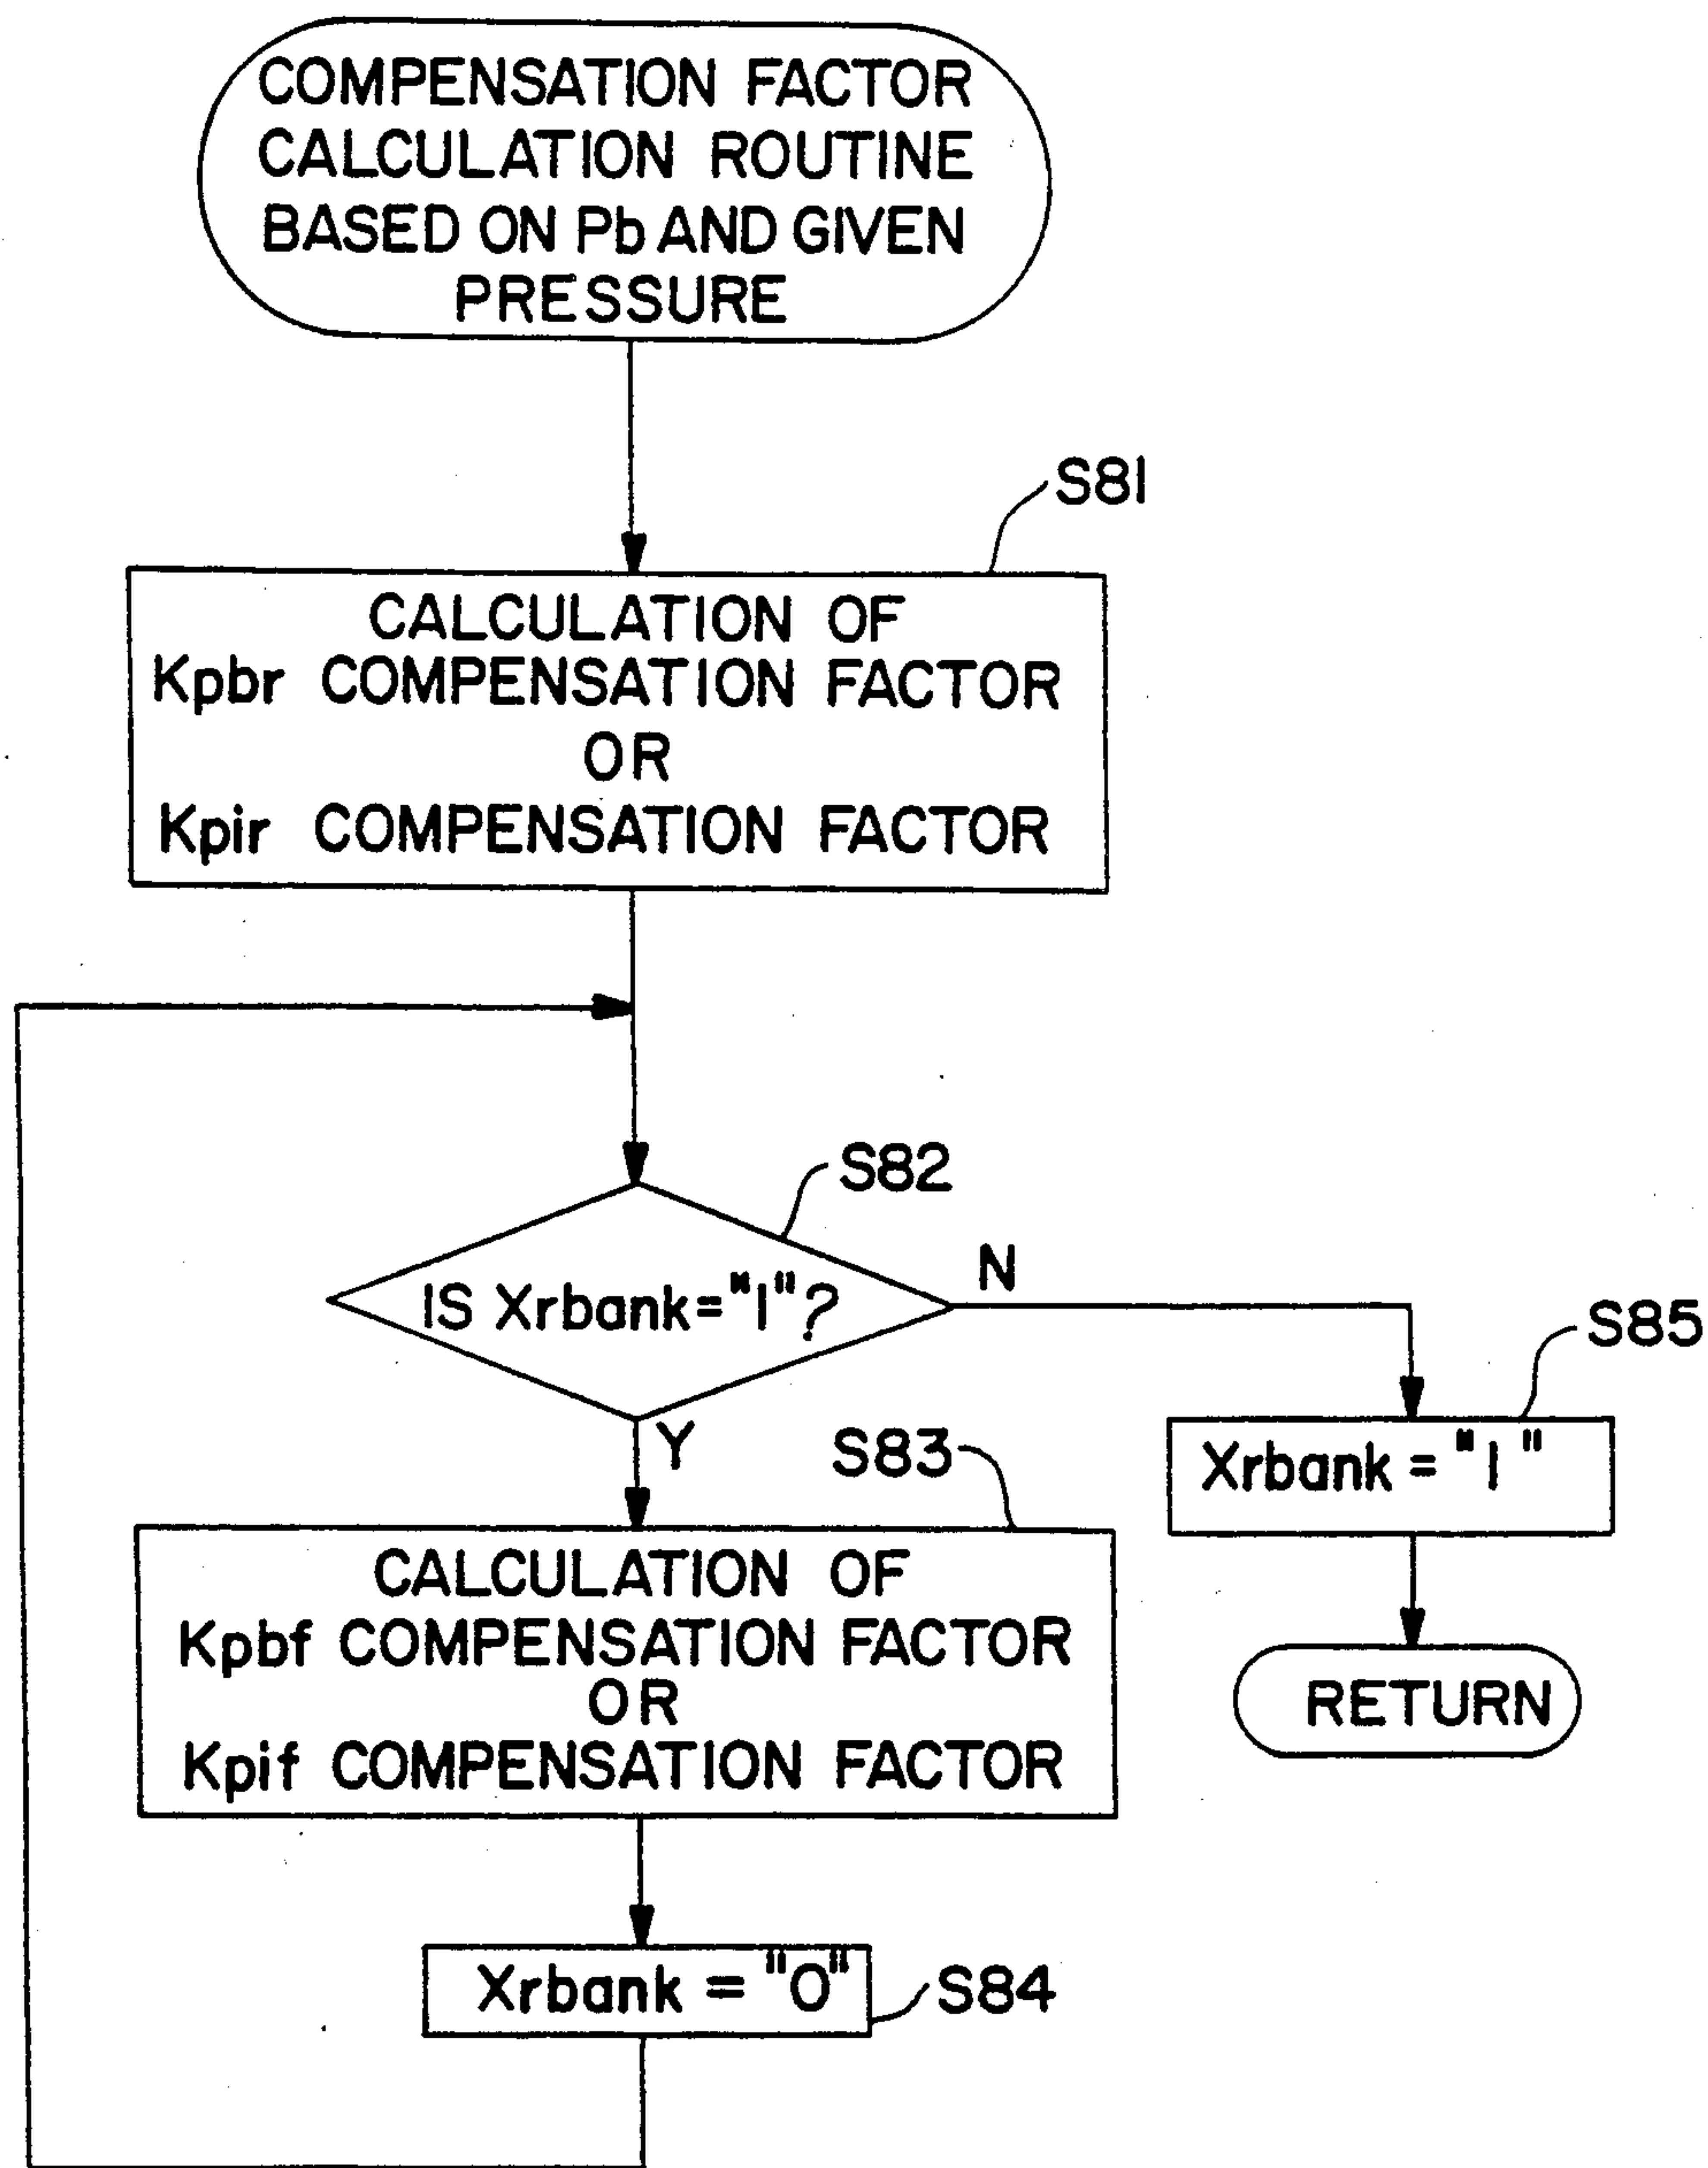 COMPENSATION FACTOR
CALCULATION ROUTINE
BASED ON Pb AND GIVEN
PRESSURE
S81
CALCULATION OF
Kpbr COMPENSATION FACTOR
OR
Kpir COMPENSATION FACTOR
S82
IS Xrbank="1"?
N
Y
S85
Xrbank="1"
RETURN
S83
CALCULATION OF
Kpbf COMPENSATION FACTOR
OR
Kpif COMPENSATION FACTOR
Xrbank = "0"
S84